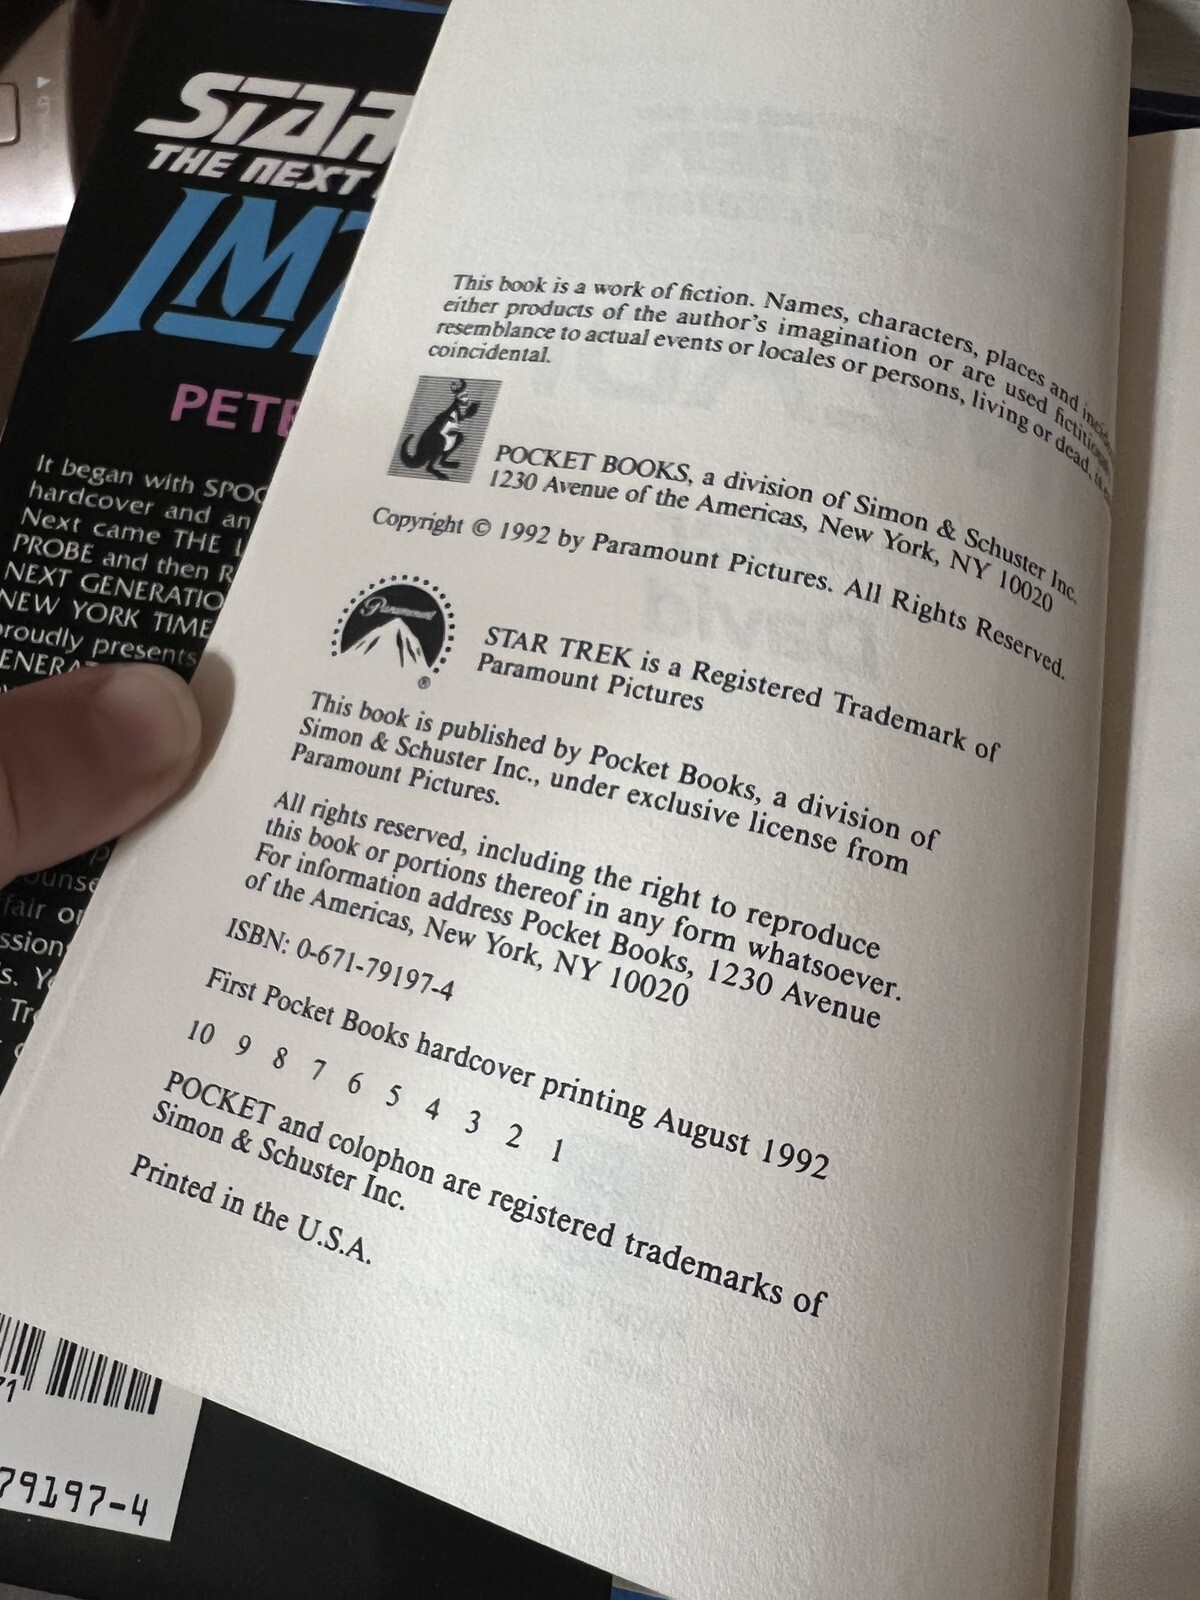 STAR
THE NEXT
PETE
It began with SPOC
hardcover and an
Next came THE
PROBE and then R
NEXT GENERATIO
NEW YORK TIME
proudly presents
ENERAT
ounse
fair
ssion
s. Y
Tr
79197-4
This book is a work of fiction. Names, characters, places and
either products of the author's imagination or are used
resemblance to actual events or locales or persons, living or dead,
coincidental.
POCKET BOOKS, a division of Simon & Schuster Inc.
1230 Avenue of the Americas, New York, NY 10020
Copyright © 1992 by Paramount Pictures. All Rights Reserved.
Paramount
®
STAR TREK is a Registered Trademark of
Paramount Pictures
This book is published by Pocket Books, a division of
Simon & Schuster Inc., under exclusive license from
Paramount Pictures.
All rights reserved, including the right to reproduce
this book or portions thereof in any form whatsoever.
For information address Pocket Books, 1230 Avenue
of the Americas, New York, NY 10020
ISBN: 0-671-79197-4
First Pocket Books hardcover printing August 1992
10 9 8 7 6 5 4 3 2 1
POCKET and colophon are registered trademarks of
Simon & Schuster Inc.
Printed in the U.S.A.